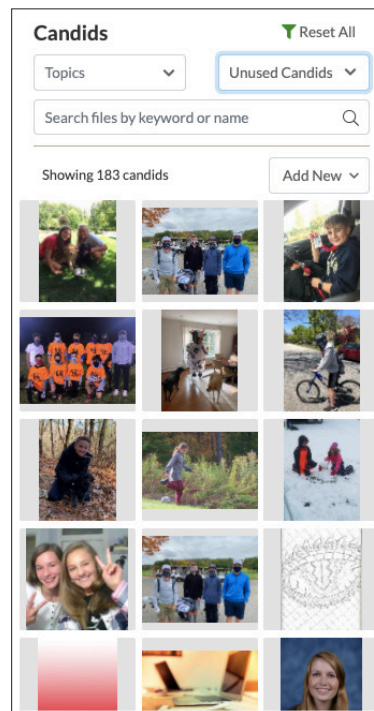 Candids
Reset All
Topics
Unused Candids
Search files by keyword or name
Showing 183 candids
Add New